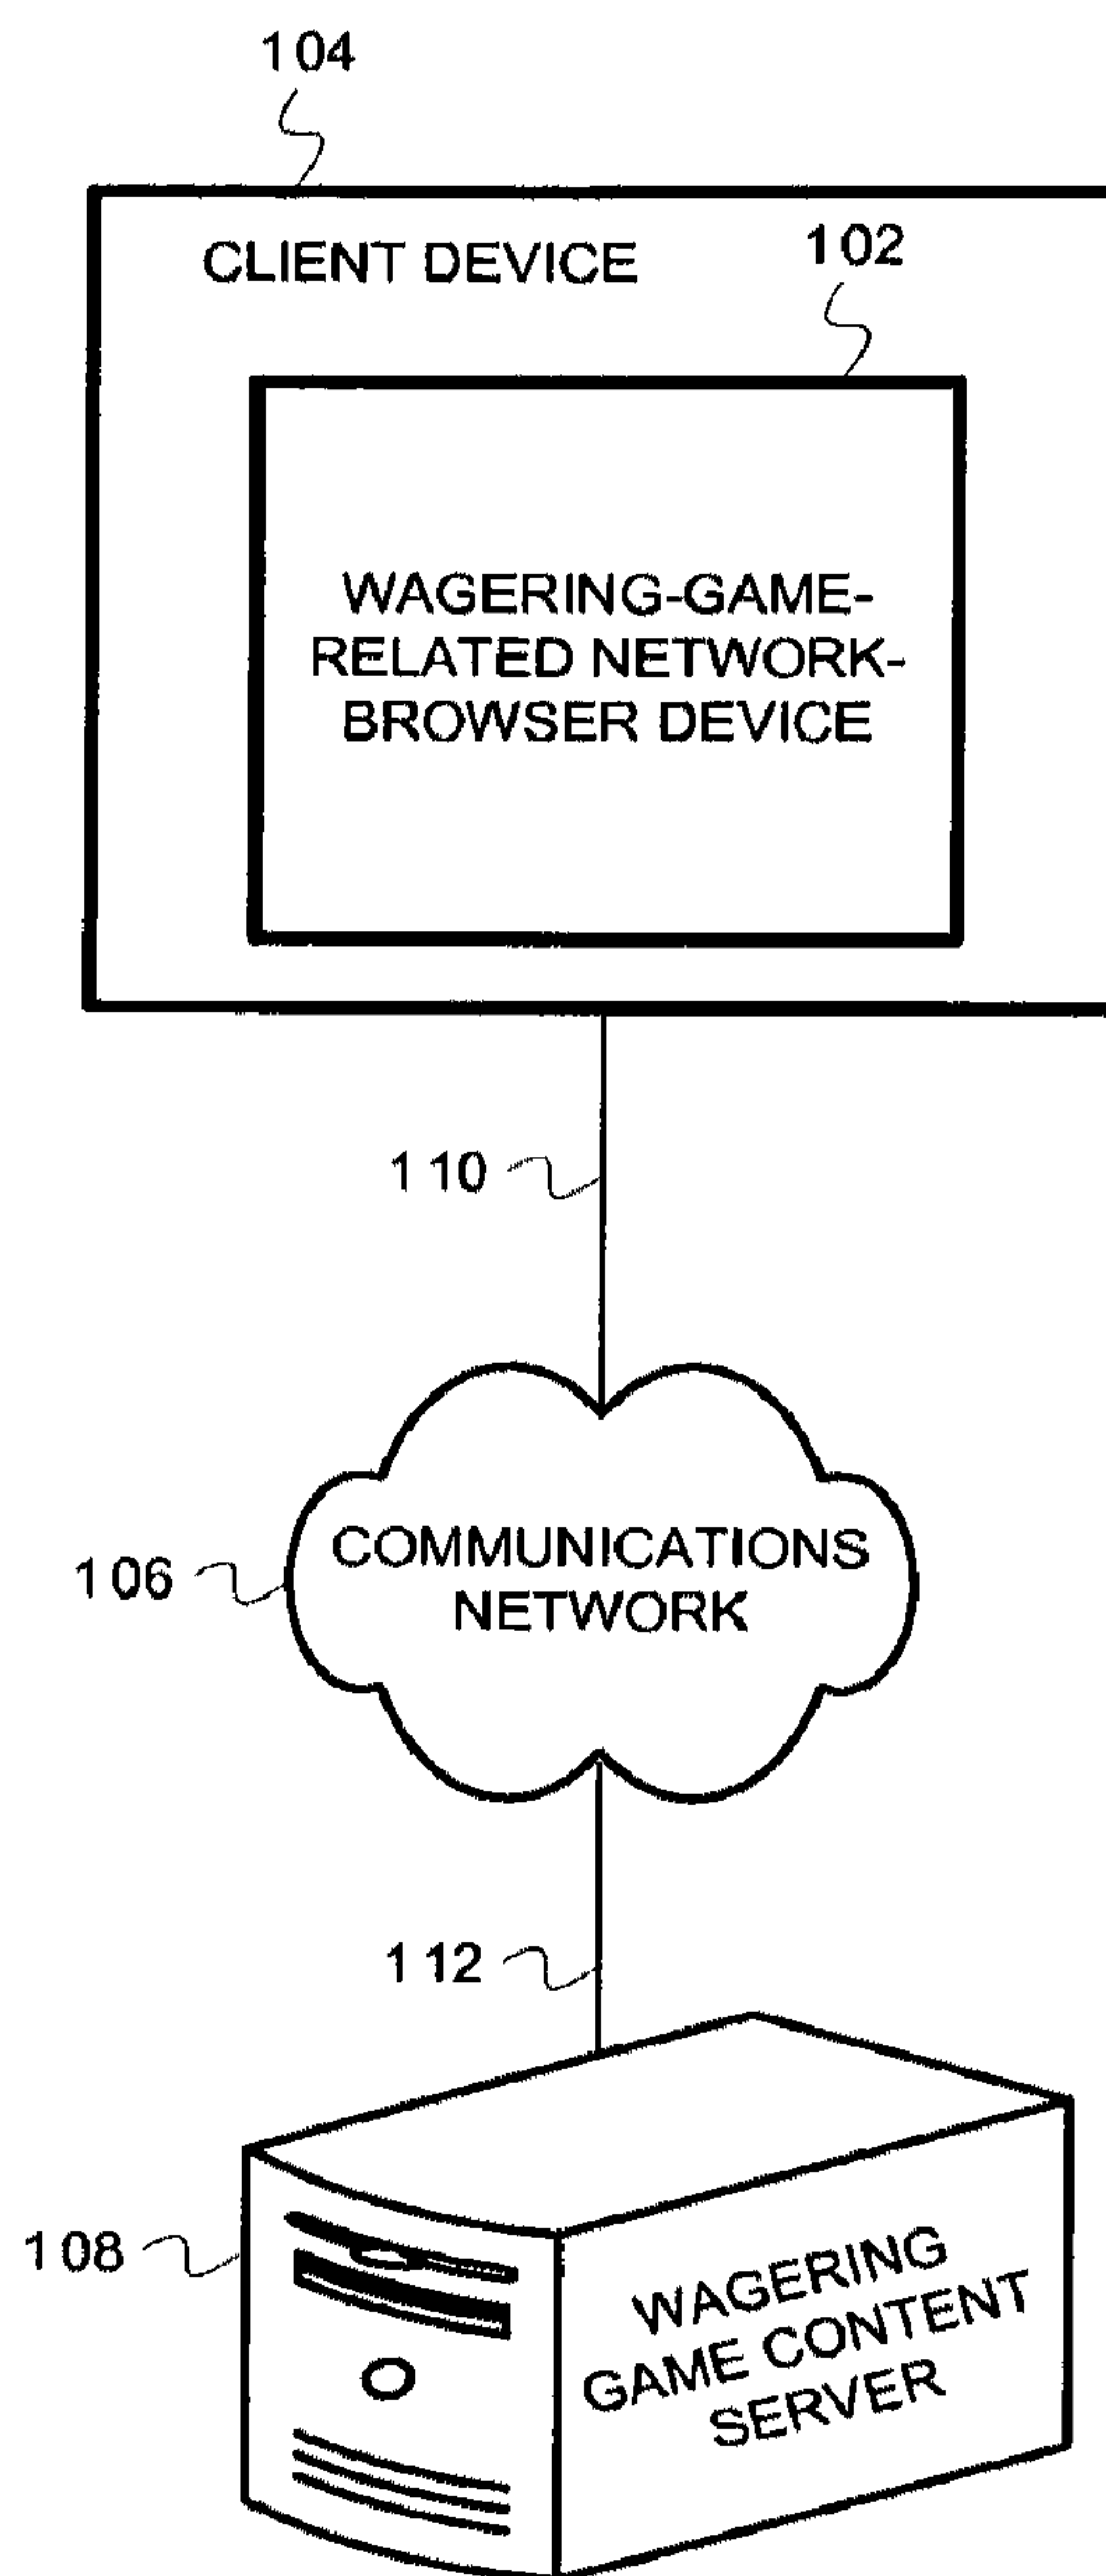 104
CLIENT DEVICE
102
WAGERING-GAME-
RELATED NETWORK-
BROWSER DEVICE
110
COMMUNICATIONS
NETWORK
106
112
108
WAGERING
GAME CONTENT
SERVER